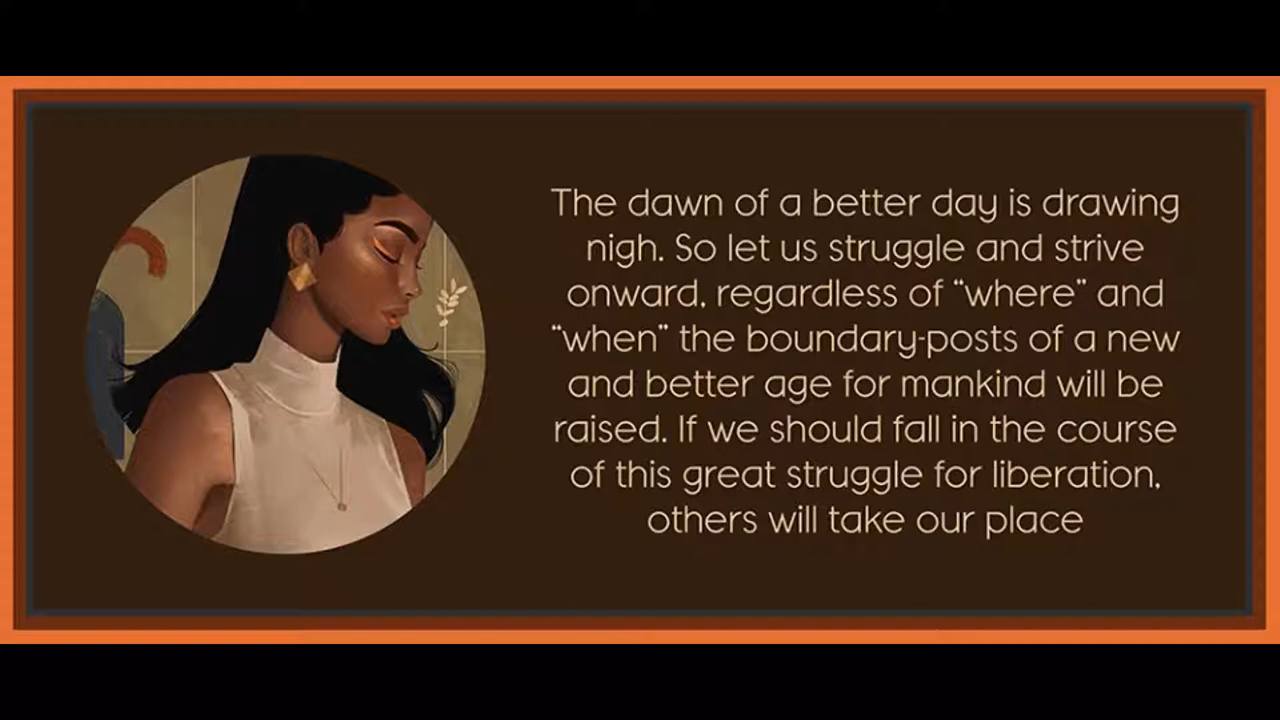 The dawn of a better day is drawing
nigh. So let us struggle and strive
onward, regardless of “where” and
“when” the boundary-posts of a new
and better age for mankind will be
raised. If we should fall in the course
of this great struggle for liberation,
others will take our place